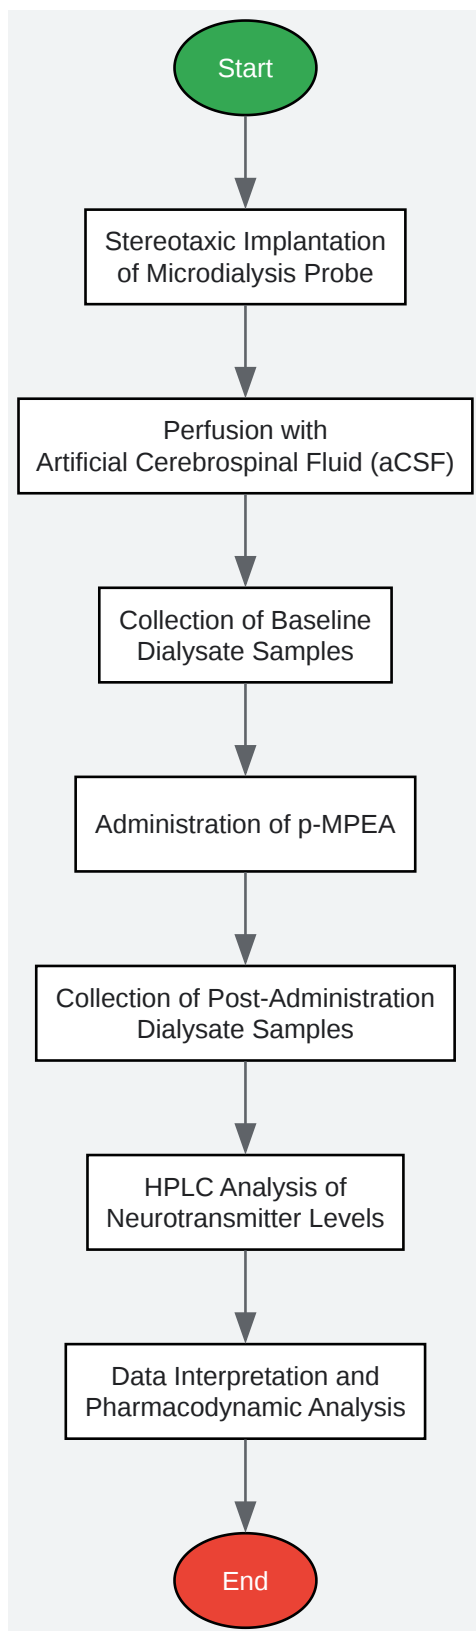 Start
Stereotaxic Implantation
of Microdialysis Probe
Perfusion with
Artificial Cerebrospinal Fluid (aCSF)
Collection of Baseline
Dialysate Samples
Administration of p-MPEA
Collection of Post-Administration
Dialysate Samples
HPLC Analysis of
Neurotransmitter Levels
Data Interpretation and
Pharmacodynamic Analysis
End